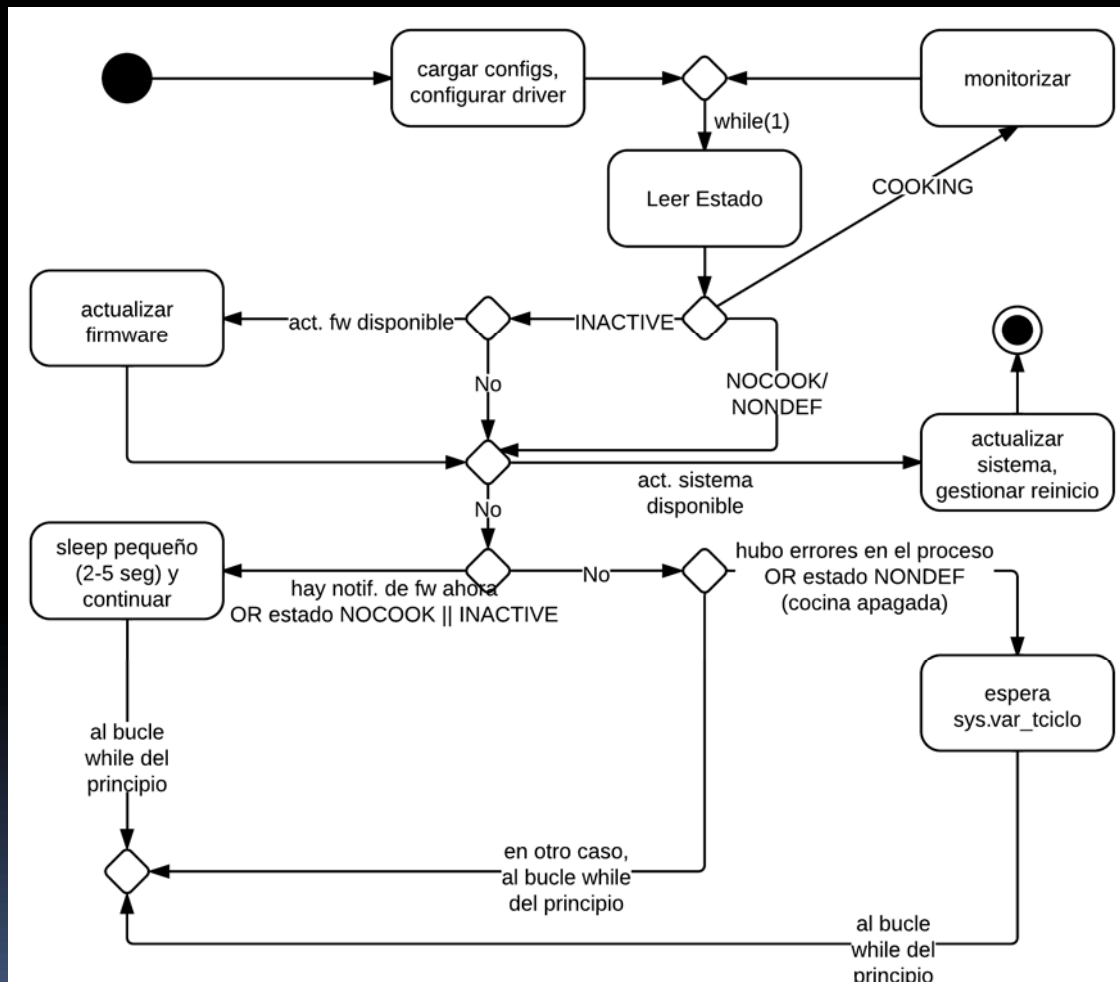 cargar configs,
configurar driver
monitorizar
while(1)
Leer Estado
COOKING
actualizar
firmware
act. fw disponible
INACTIVE
No
NOCOOK/
NONDEF
actualizar
sistema,
gestionar reinicio
act. sistema
disponible
No
sleep pequeño
(2-5 seg) y
continuar
hay notif. de fw ahora
OR estado NOCOOK || INACTIVE
No
hubo errores en el proceso
OR estado NONDEF
(cocina apagada)
espera
sys.var_tciclo
al bucle
while del
principio
en otro caso,
al bucle while
del principio
al bucle
while del
principio